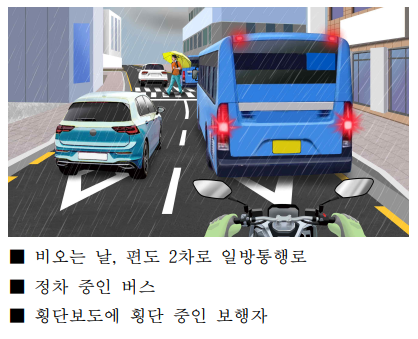 ■ 비오는 날, 편도 2차로 일방통행로
■ 정차 중인 버스
■ 횡단보도에 횡단 중인 보행자